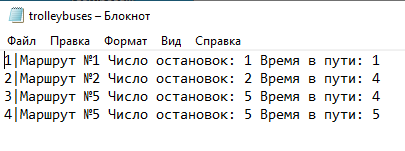 trolleybuses – Блокнот
Файл Правка Формат Вид Справка
1|Маршрут №1 Число остановок: 1 Время в пути: 1
2|Маршрут №2 Число остановок: 2 Время в пути: 4
3|Маршрут №5 Число остановок: 5 Время в пути: 4
4|Маршрут №5 Число остановок: 5 Время в пути: 5